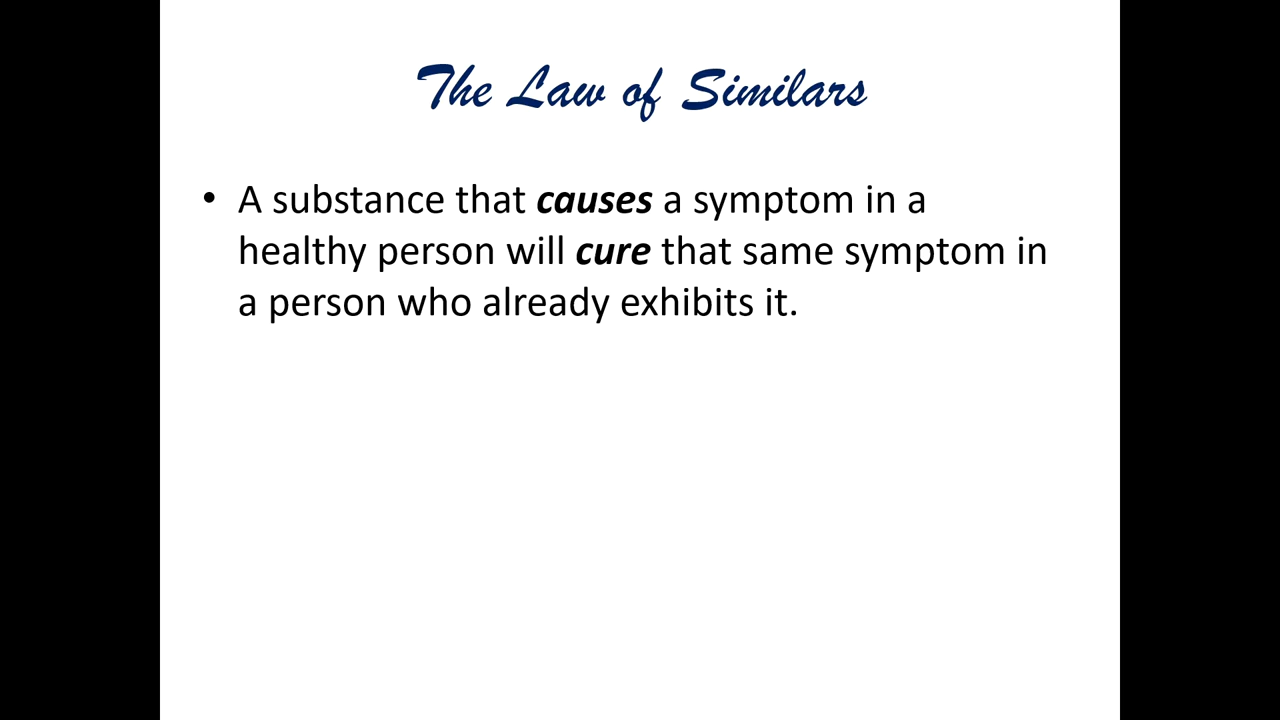 The Law of Similars
• A substance that causes a symptom in a
healthy person will cure that same symptom in
a person who already exhibits it.